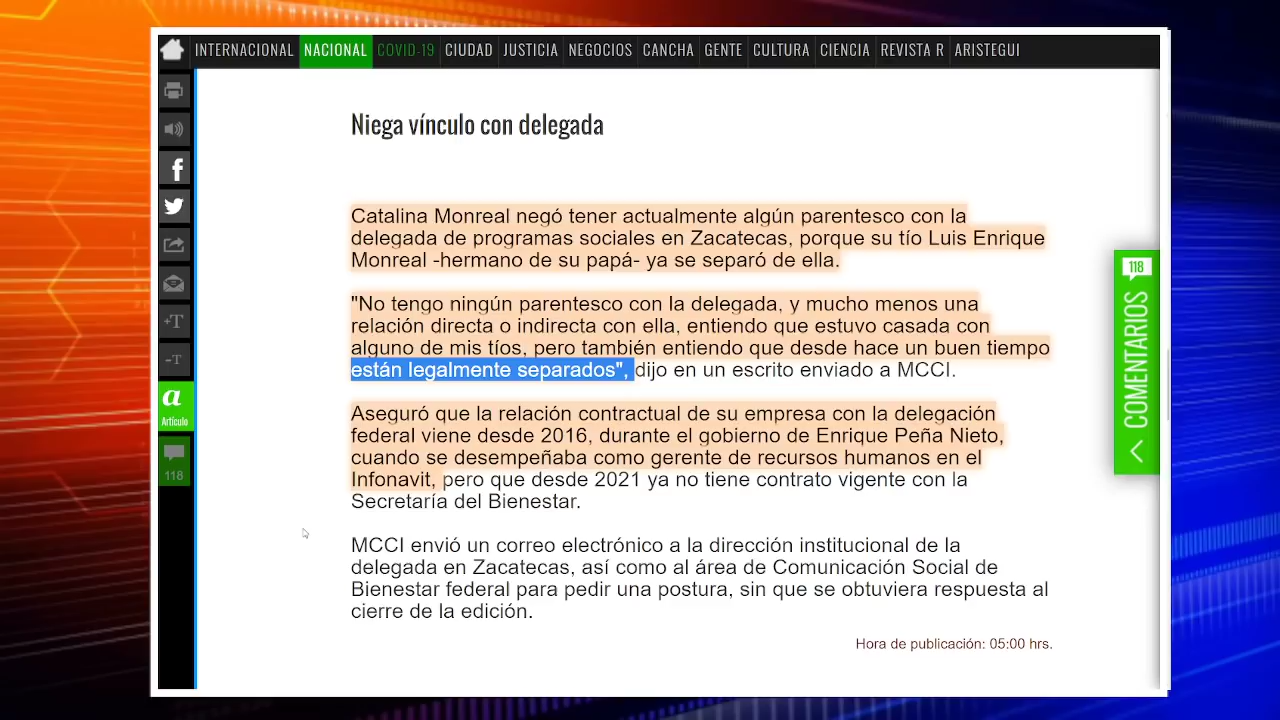 INTERNACIONAL NACIONAL COVID-19 CIUDAD JUSTICIA NEGOCIOS CANCHA GENTE CULTURA CIENCIA REVISTA R ARISTEGUI
Niega vínculo con delegada
Catalina Monreal negó tener actualmente algún parentesco con la
delegada de programas sociales en Zacatecas, porque su tío Luis Enrique
Monreal -hermano de su papá- ya se separó de ella.
"No tengo ningún parentesco con la delegada, y mucho menos una
relación directa o indirecta con ella, entiendo que estuvo casada con
alguno de mis tíos, pero también entiendo que desde hace un buen tiempo
están legalmente separados", dijo en un escrito enviado a MCCI.
Aseguró que la relación contractual de su empresa con la delegación
federal viene desde 2016, durante el gobierno de Enrique Peña Nieto,
cuando se desempeñaba como gerente de recursos humanos en el
Infonavit, pero que desde 2021 ya no tiene contrato vigente con la
Secretaría del Bienestar.
MCCI envió un correo electrónico a la dirección institucional de la
delegada en Zacatecas, así como al área de Comunicación Social de
Bienestar federal para pedir una postura, sin que se obtuviera respuesta al
cierre de la edición.
Hora de publicación: 05:00 hrs.
+T
-T
a
Artículo
118
118
COMENTARIOS